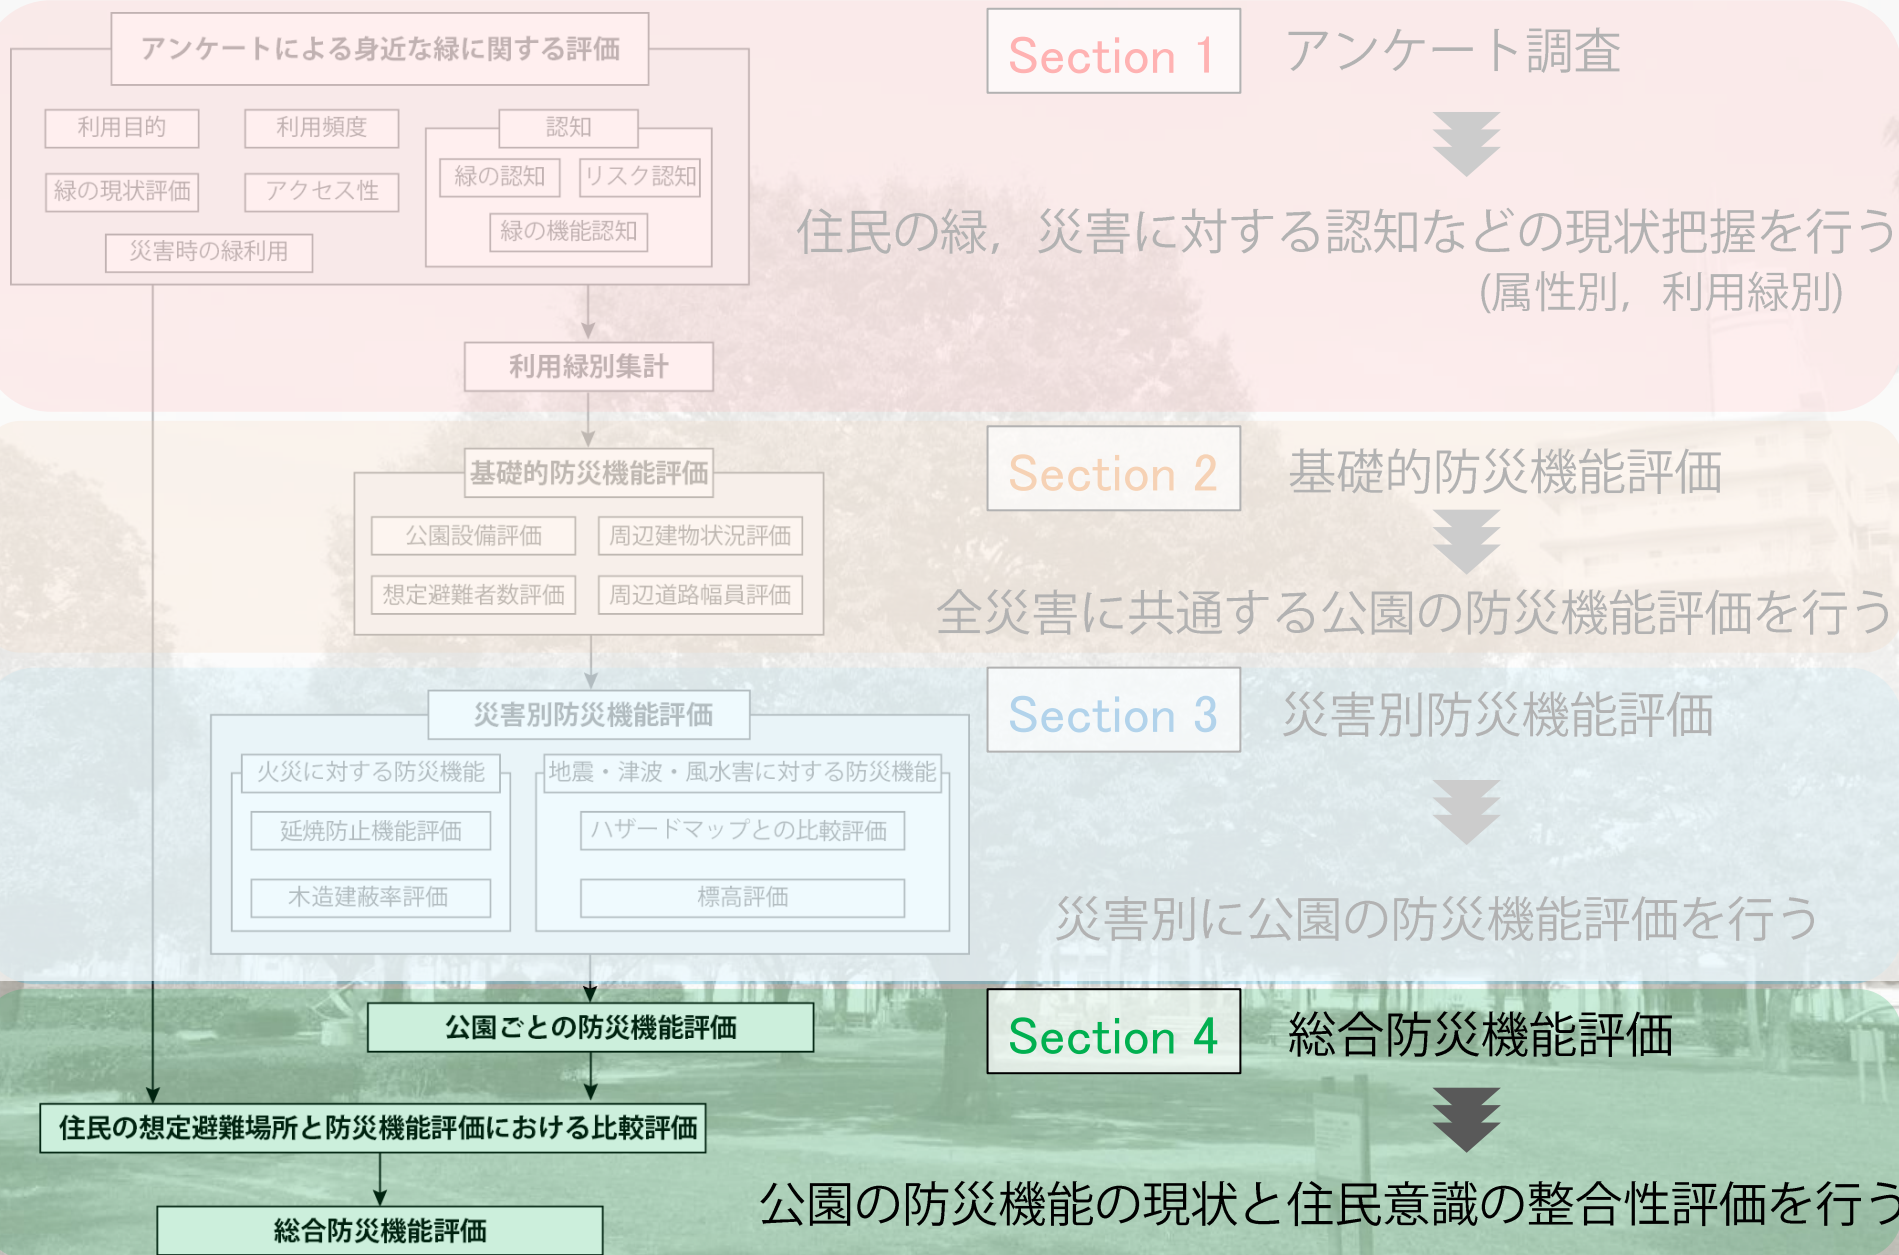 アンケートによる身近な緑に関する評価
利用目的
利用頻度
認知
緑の認知
リスク認知
緑の現状評価
アクセス性
緑の機能認知
災害時の緑利用
利用緑別集計
Section 1
アンケート調査
住民の緑，災害に対する認知などの現状把握を行う
(属性別，利用緑別)
基礎的防災機能評価
公園設備評価
周辺建物状況評価
想定避難者数評価
周辺道路幅員評価
Section 2
基礎的防災機能評価
全災害に共通する公園の防災機能評価を行う
災害別防災機能評価
火災に対する防災機能
地震・津波・風水害に対する防災機能
延焼防止機能評価
ハザードマップとの比較評価
木造建蔽率評価
標高評価
Section 3
災害別防災機能評価
災害別に公園の防災機能評価を行う
公園ごとの防災機能評価
住民の想定避難場所と防災機能評価における比較評価
総合防災機能評価
Section 4
総合防災機能評価
公園の防災機能の現状と住民意識の整合性評価を行う